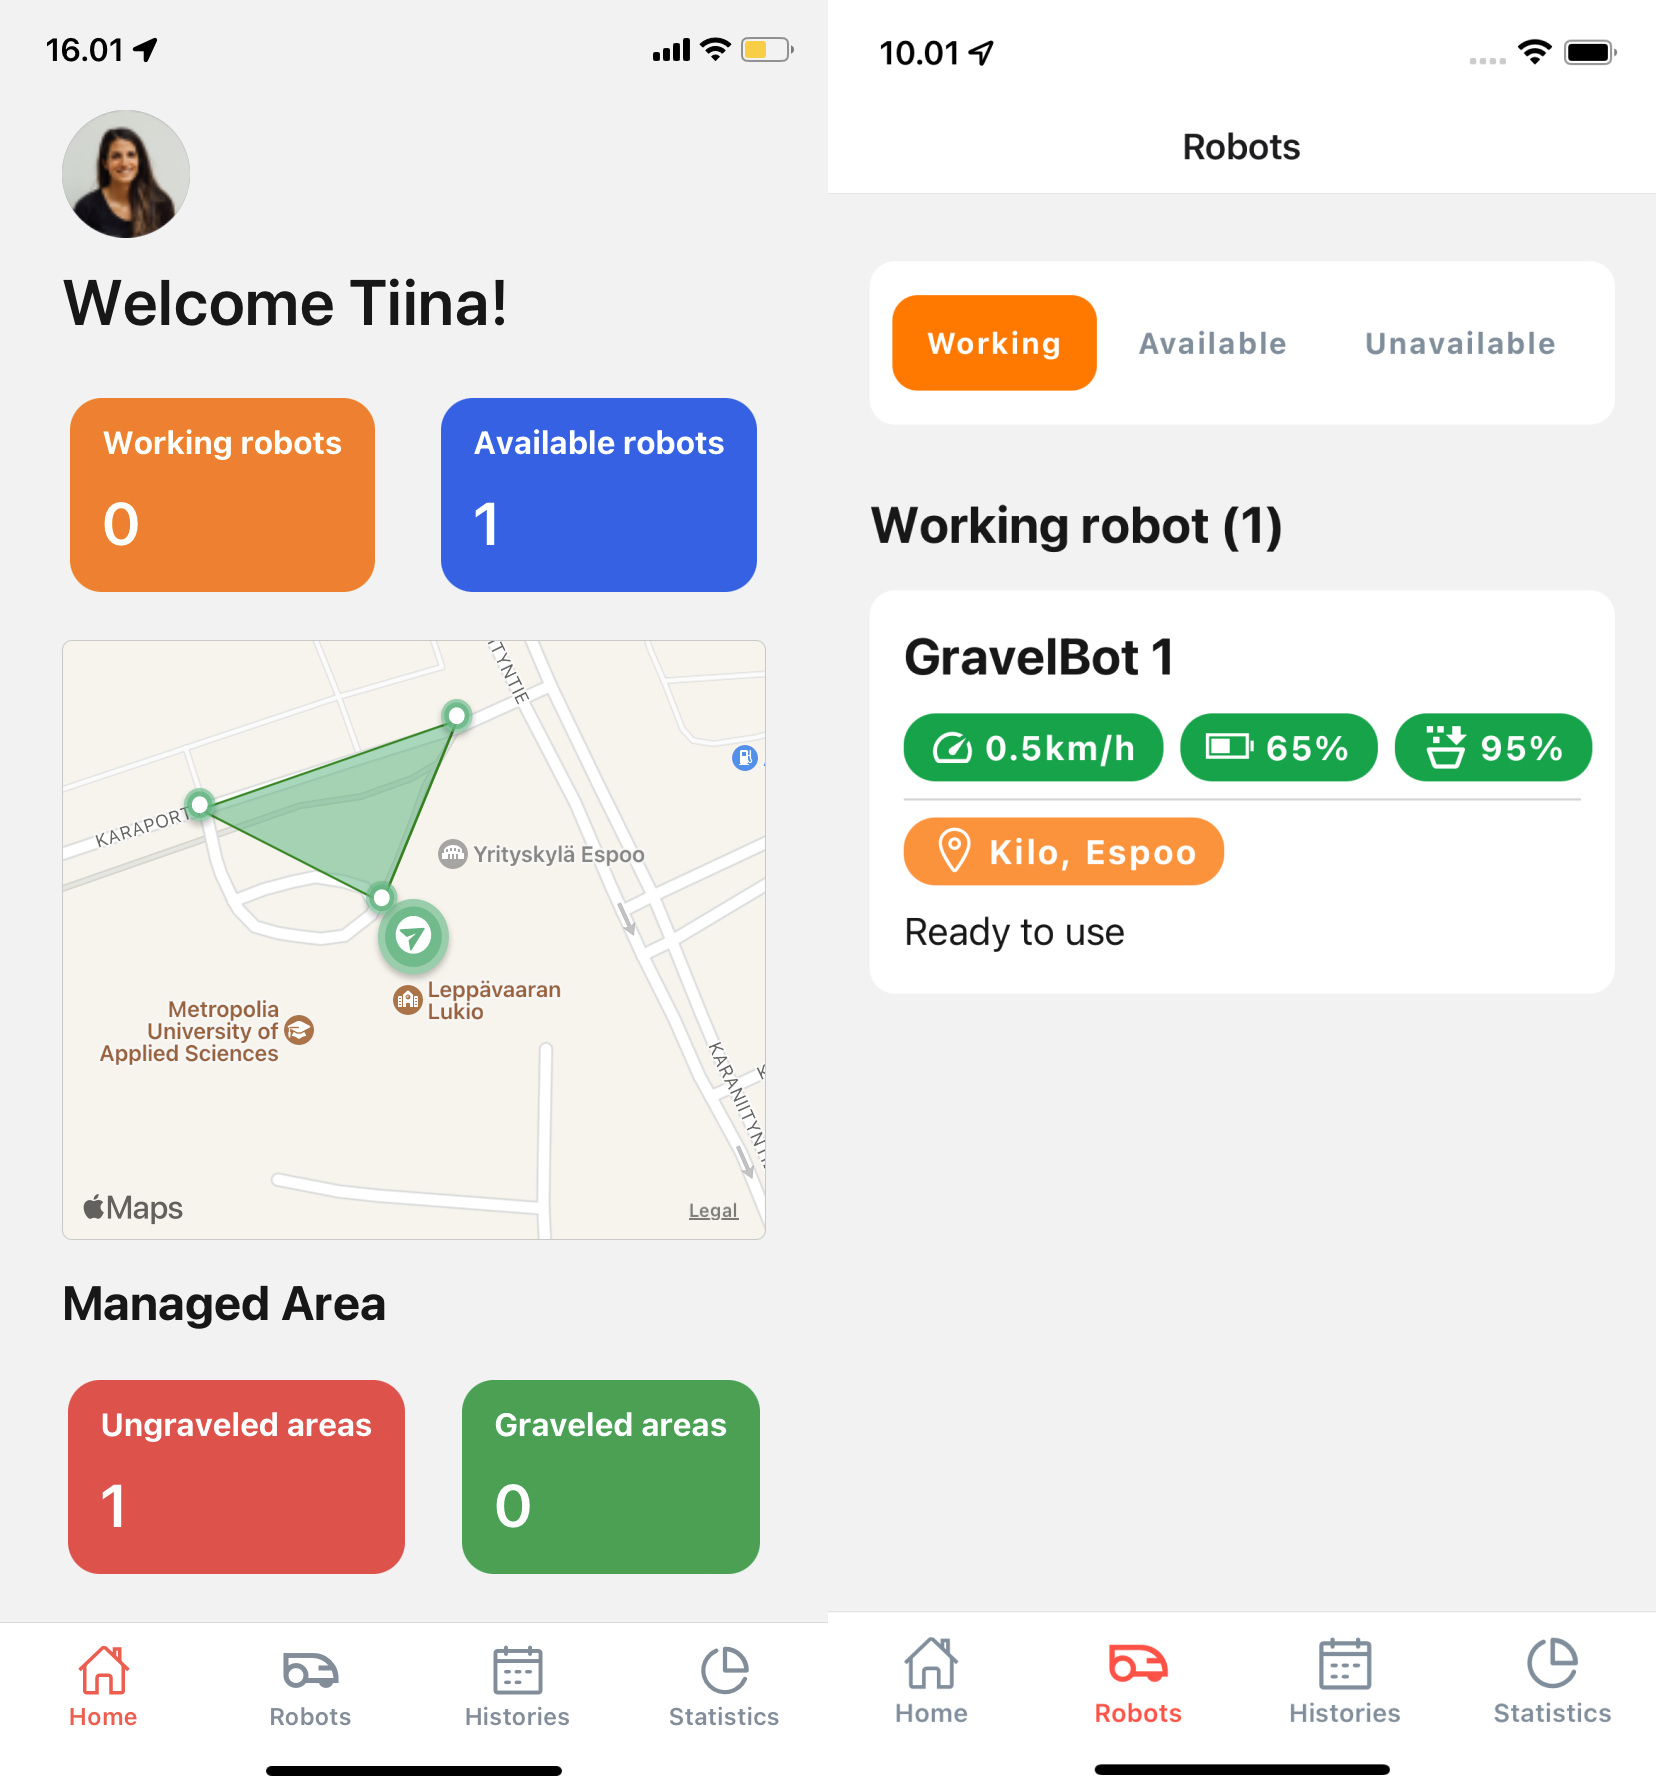 16.01
Welcome Tiina!
Working robots
0
Available robots
1
ITYNTIE
KARAPORT
Yrityskylä Espoo
Leppävaaran
Lukio
Metropolia
University of
Applied Sciences
KARANIITYNTI
K
Maps
Legal
Managed Area
Ungraveled areas
1
Graveled areas
0
Home
Robots
Histories
Statistics
10.01
Robots
Working
Available
Unavailable
Working robot (1)
GravelBot 1
0.5km/h
65%
95%
Kilo, Espoo
Ready to use
Home
Robots
Histories
Statistics